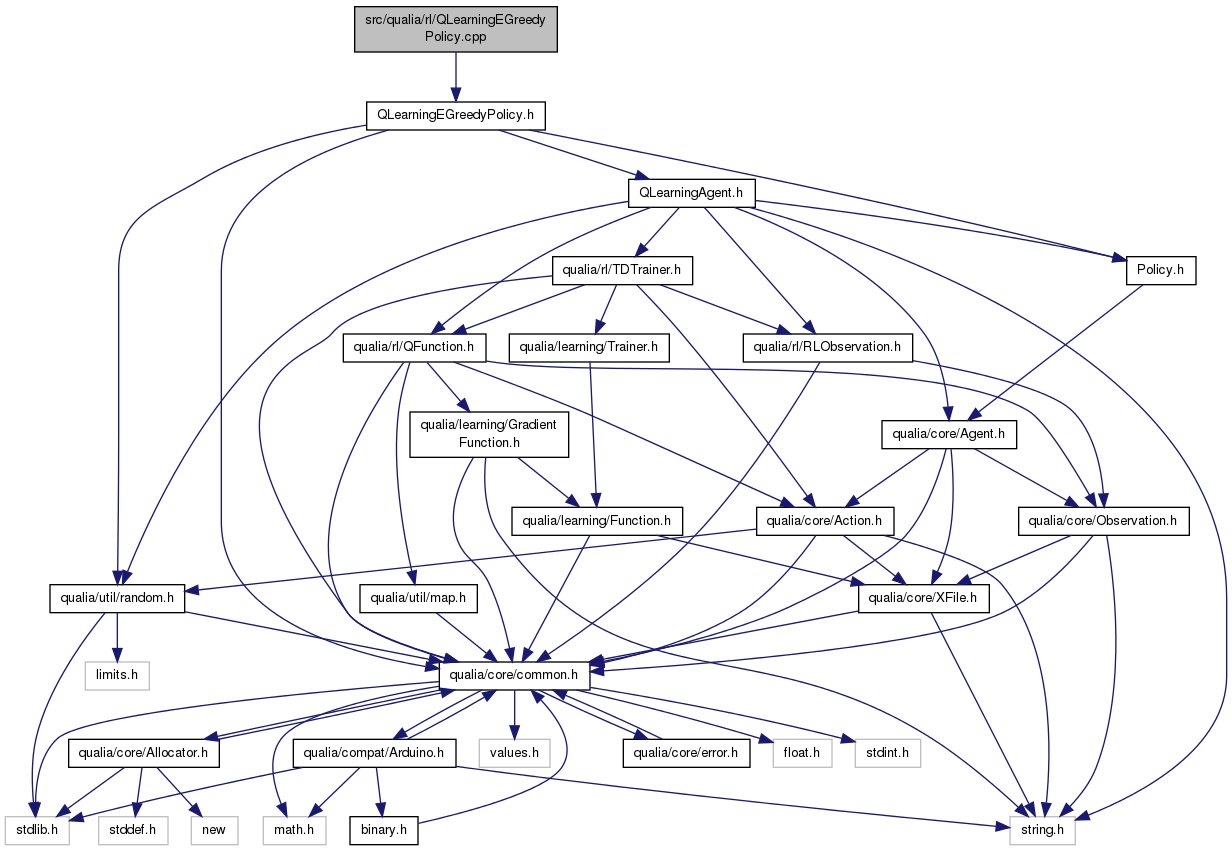 src/qualia/rl/QLearningEGreedy
Policy.cpp
QLearningEGreedyPolicy.h
QLearningAgent.h
qualia/rl/TDTrainer.h
Policy.h
qualia/rl/QFunction.h
qualia/learning/Trainer.h
qualia/rl/RLObservation.h
qualia/learning/Gradient
Function.h
qualia/core/Agent.h
qualia/learning/Function.h
qualia/core/Action.h
qualia/core/Observation.h
qualia/util/random.h
qualia/util/map.h
qualia/core/XFile.h
limits.h
qualia/core/common.h
qualia/core/Allocator.h
qualia/compat/Arduino.h
values.h
qualia/core/error.h
float.h
stdint.h
stdlib.h
stddef.h
new
math.h
binary.h
string.h